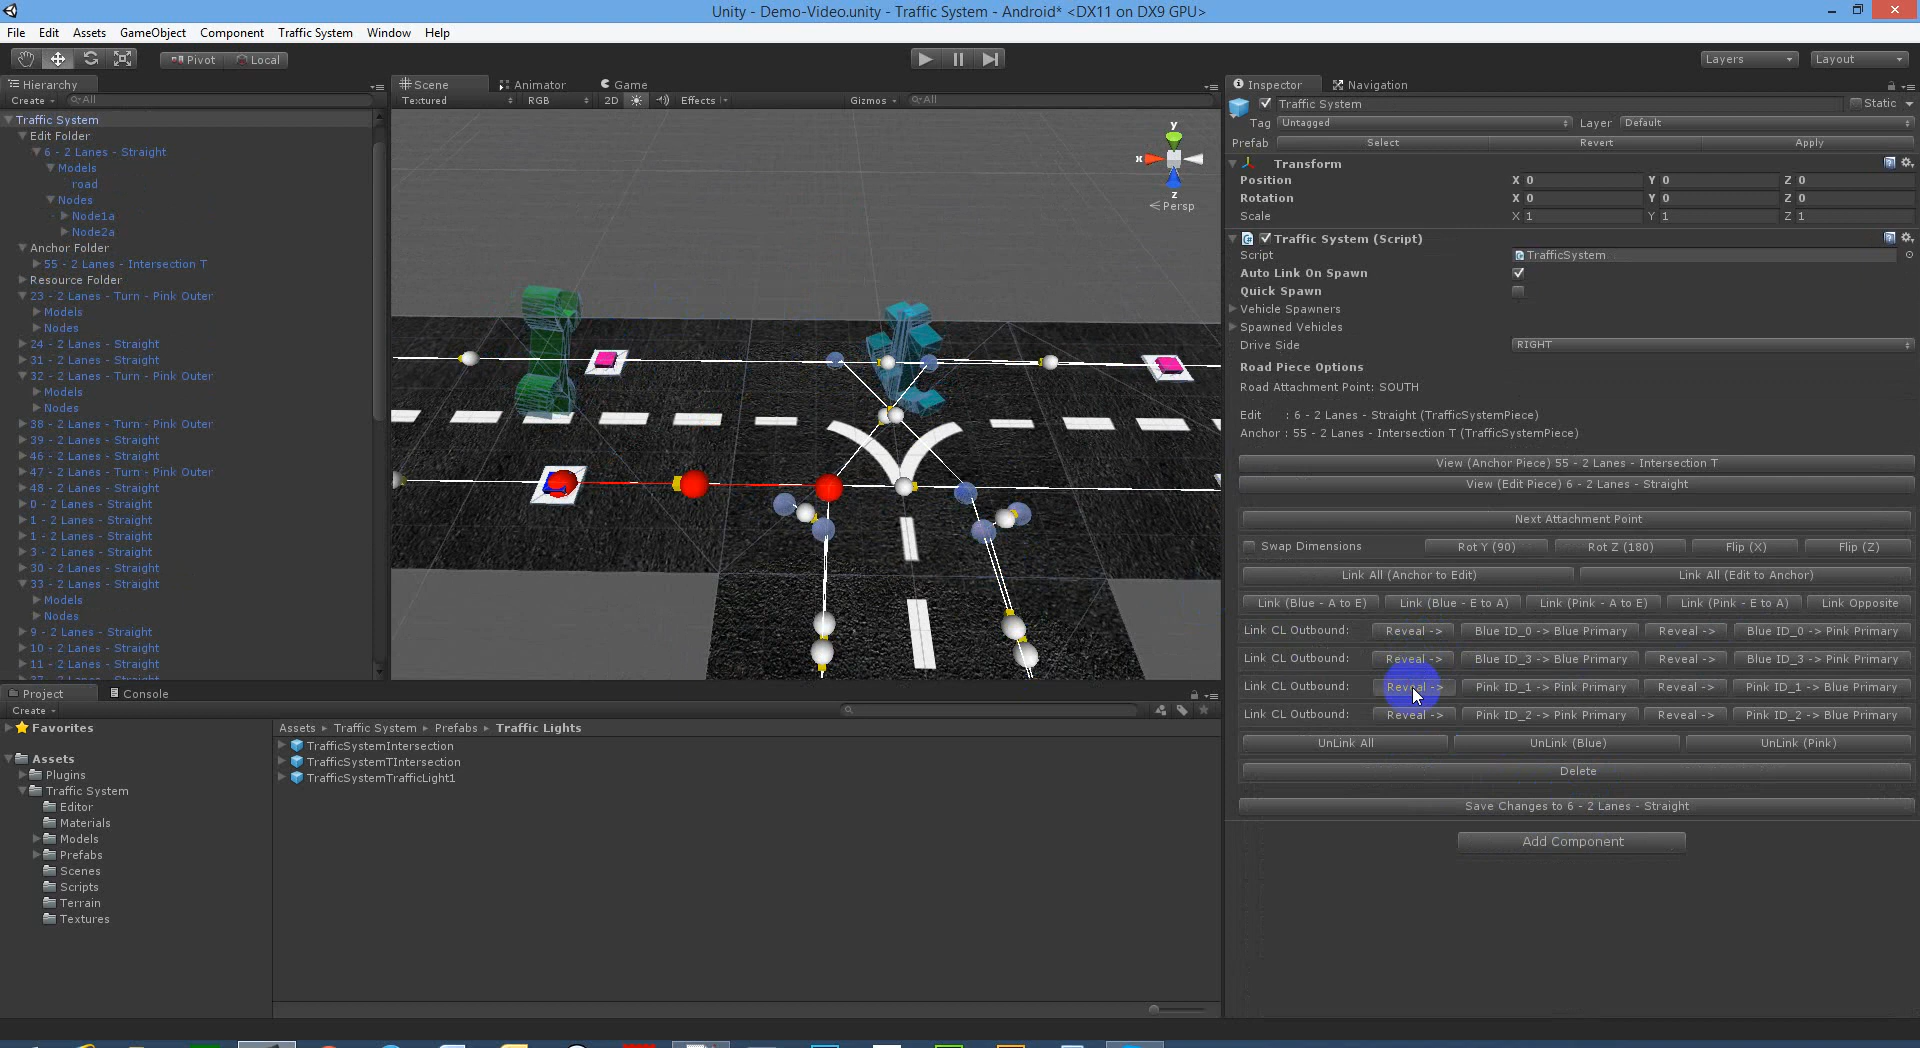 Unity - Demo-Video.unity - Traffic System - Android* <DX11 on DX9 GPU>
File Edit Assets GameObject Component Traffic System Window Help
Pivot Local Layers Layout
Hierarchy
Create All
Traffic System
Edit Folder
6 - 2 Lanes - Straight
Models
road
Nodes
Node1a
Node2a
Anchor Folder
55 - 2 Lanes - Intersection T
Resource Folder
23 - 2 Lanes - Turn - Pink Outer
Models
Nodes
24 - 2 Lanes - Straight
31 - 2 Lanes - Straight
32 - 2 Lanes - Turn - Pink Outer
Models
Nodes
38 - 2 Lanes - Turn - Pink Outer
39 - 2 Lanes - Straight
46 - 2 Lanes - Straight
47 - 2 Lanes - Turn - Pink Outer
48 - 2 Lanes - Straight
0 - 2 Lanes - Straight
1 - 2 Lanes - Straight
1 - 2 Lanes - Straight
3 - 2 Lanes - Straight
30 - 2 Lanes - Straight
33 - 2 Lanes - Straight
Models
Nodes
9 - 2 Lanes - Straight
10 - 2 Lanes - Straight
11 - 2 Lanes - Straight
Scene Animator Game
Textured RGB 2D Effects Gizmos All
y
x
z
Persp
Inspector Navigation
Traffic System Static
Tag Untagged Layer Default
Prefab Select Revert Apply
Transform
Position X 0 Y 0 Z 0
Rotation X 0 Y 0 Z 0
Scale X 1 Y 1 Z 1
Traffic System (Script)
Script TrafficSystem
Auto Link On Spawn
Quick Spawn
Vehicle Spawners
Spawned Vehicles
Drive Side RIGHT
Road Piece Options
Road Attachment Point: SOUTH
Edit : 6 - 2 Lanes - Straight (TrafficSystemPiece)
Anchor : 55 - 2 Lanes - Intersection T (TrafficSystemPiece)
View (Anchor Piece) 55 - 2 Lanes - Intersection T
View (Edit Piece) 6 - 2 Lanes - Straight
Next Attachment Point
Swap Dimensions Rot Y (90) Rot Z (180) Flip (X) Flip (Z)
Link All (Anchor to Edit) Link All (Edit to Anchor)
Link (Blue - A to E) Link (Blue - E to A) Link (Pink - A to E) Link (Pink - E to A) Link Opposite
Link CL Outbound: Reveal -> Blue ID_0 -> Blue Primary Reveal -> Blue ID_0 -> Pink Primary
Link CL Outbound: Reveal -> Blue ID_3 -> Blue Primary Reveal -> Blue ID_3 -> Pink Primary
Link CL Outbound: Reveal -> Pink ID_1 -> Pink Primary Reveal -> Pink ID_1 -> Blue Primary
Link CL Outbound: Reveal -> Pink ID_2 -> Pink Primary Reveal -> Pink ID_2 -> Blue Primary
UnLink All UnLink (Blue) UnLink (Pink)
Delete
Save Changes to 6 - 2 Lanes - Straight
Add Component
Project Console
Create
Favorites
Assets
Plugins
Traffic System
Editor
Materials
Models
Prefabs
Scenes
Scripts
Terrain
Textures
Assets Traffic System Prefabs Traffic Lights
TrafficSystemIntersection
TrafficSystemTIntersection
TrafficSystemTrafficLight1